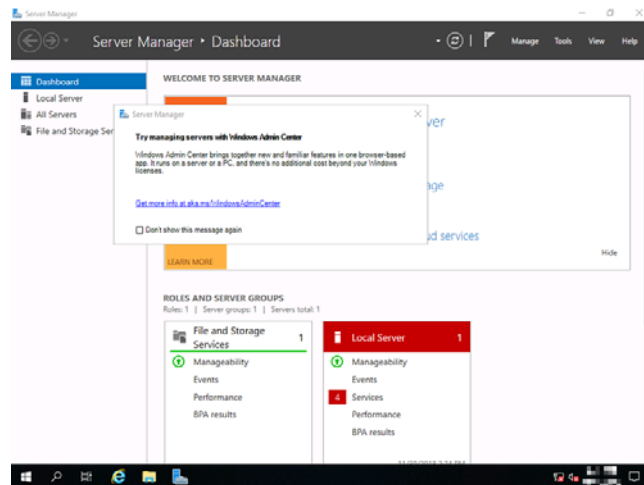 Server Manager
Server Manager • Dashboard
Manage Tools View Help
Dashboard
Local Server
All Servers
File and Storage Ser
WELCOME TO SERVER MANAGER
Server Manager
Try managing servers with Windows Admin Center
Windows Admin Center brings together new and familiar features in one browser-based
app. It runs on a server or a PC, and there's no additional cost beyond your Windows
licenses.
Get more info at aka.ms/WindowsAdminCenter
Don't show this message again
ver
age
ud services
LEARN MORE
Hide
ROLES AND SERVER GROUPS
Roles: 1 | Server groups: 1 | Servers total: 1
File and Storage
Services
1
Manageability
Events
Performance
BPA results
Local Server 1
Manageability
Events
4 Services
Performance
BPA results